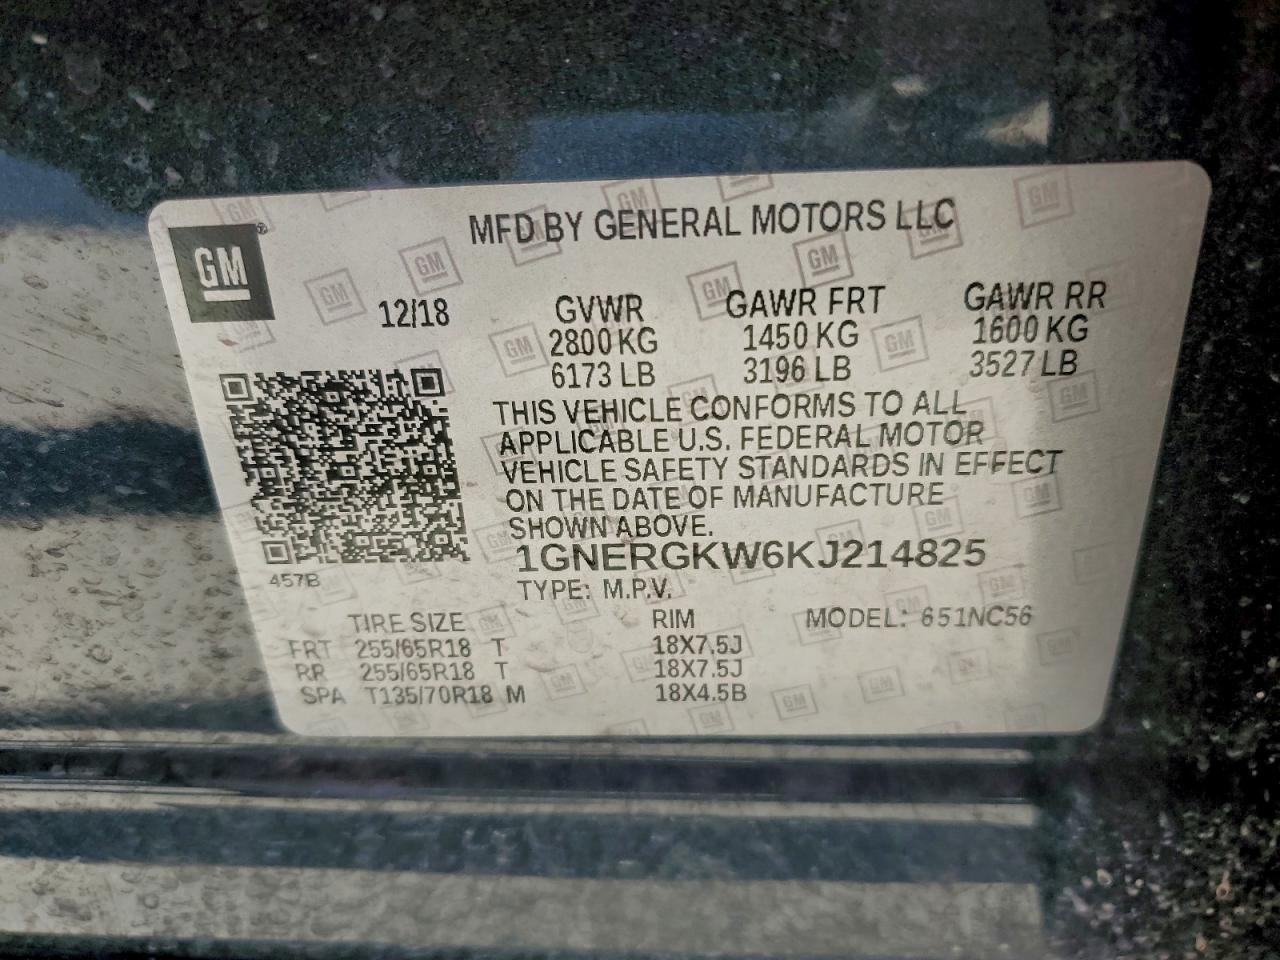 MFD BY GENERAL MOTORS LLC
GM®
12/18 GVWR GAWR FRT GAWR RR
2800 KG 1450 KG 1600 KG
6173 LB 3196 LB 3527 LB
THIS VEHICLE CONFORMS TO ALL
APPLICABLE U.S. FEDERAL MOTOR
VEHICLE SAFETY STANDARDS IN EFFECT
ON THE DATE OF MANUFACTURE
SHOWN ABOVE.
1GNERGKW6KJ214825
457B
TYPE: M.P.V.
TIRE SIZE RIM MODEL: 651NC56
FRT 255/65R18 T 18X7.5J
RR 255/65R18 T 18X7.5J
SPA T135/70R18 M 18X4.5B